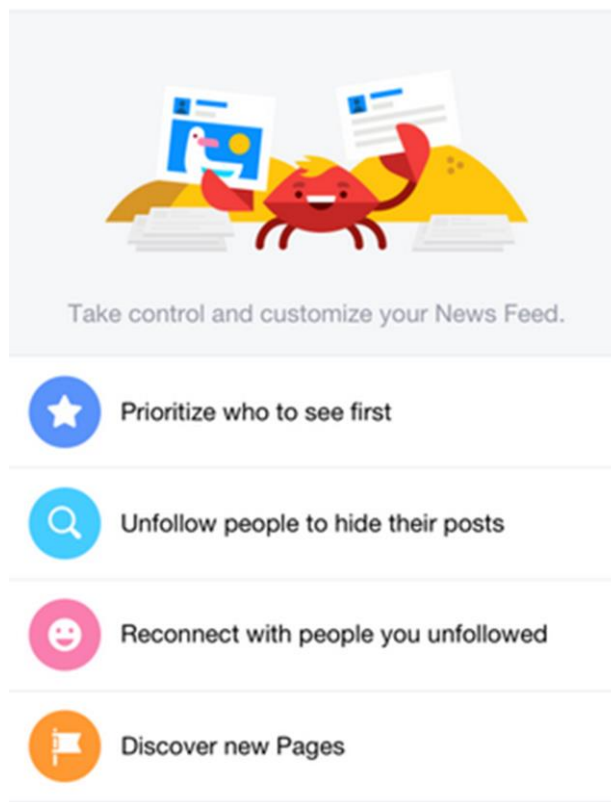 Take control and customize your News Feed.
Prioritize who to see first
Unfollow people to hide their posts
Reconnect with people you unfollowed
Discover new Pages